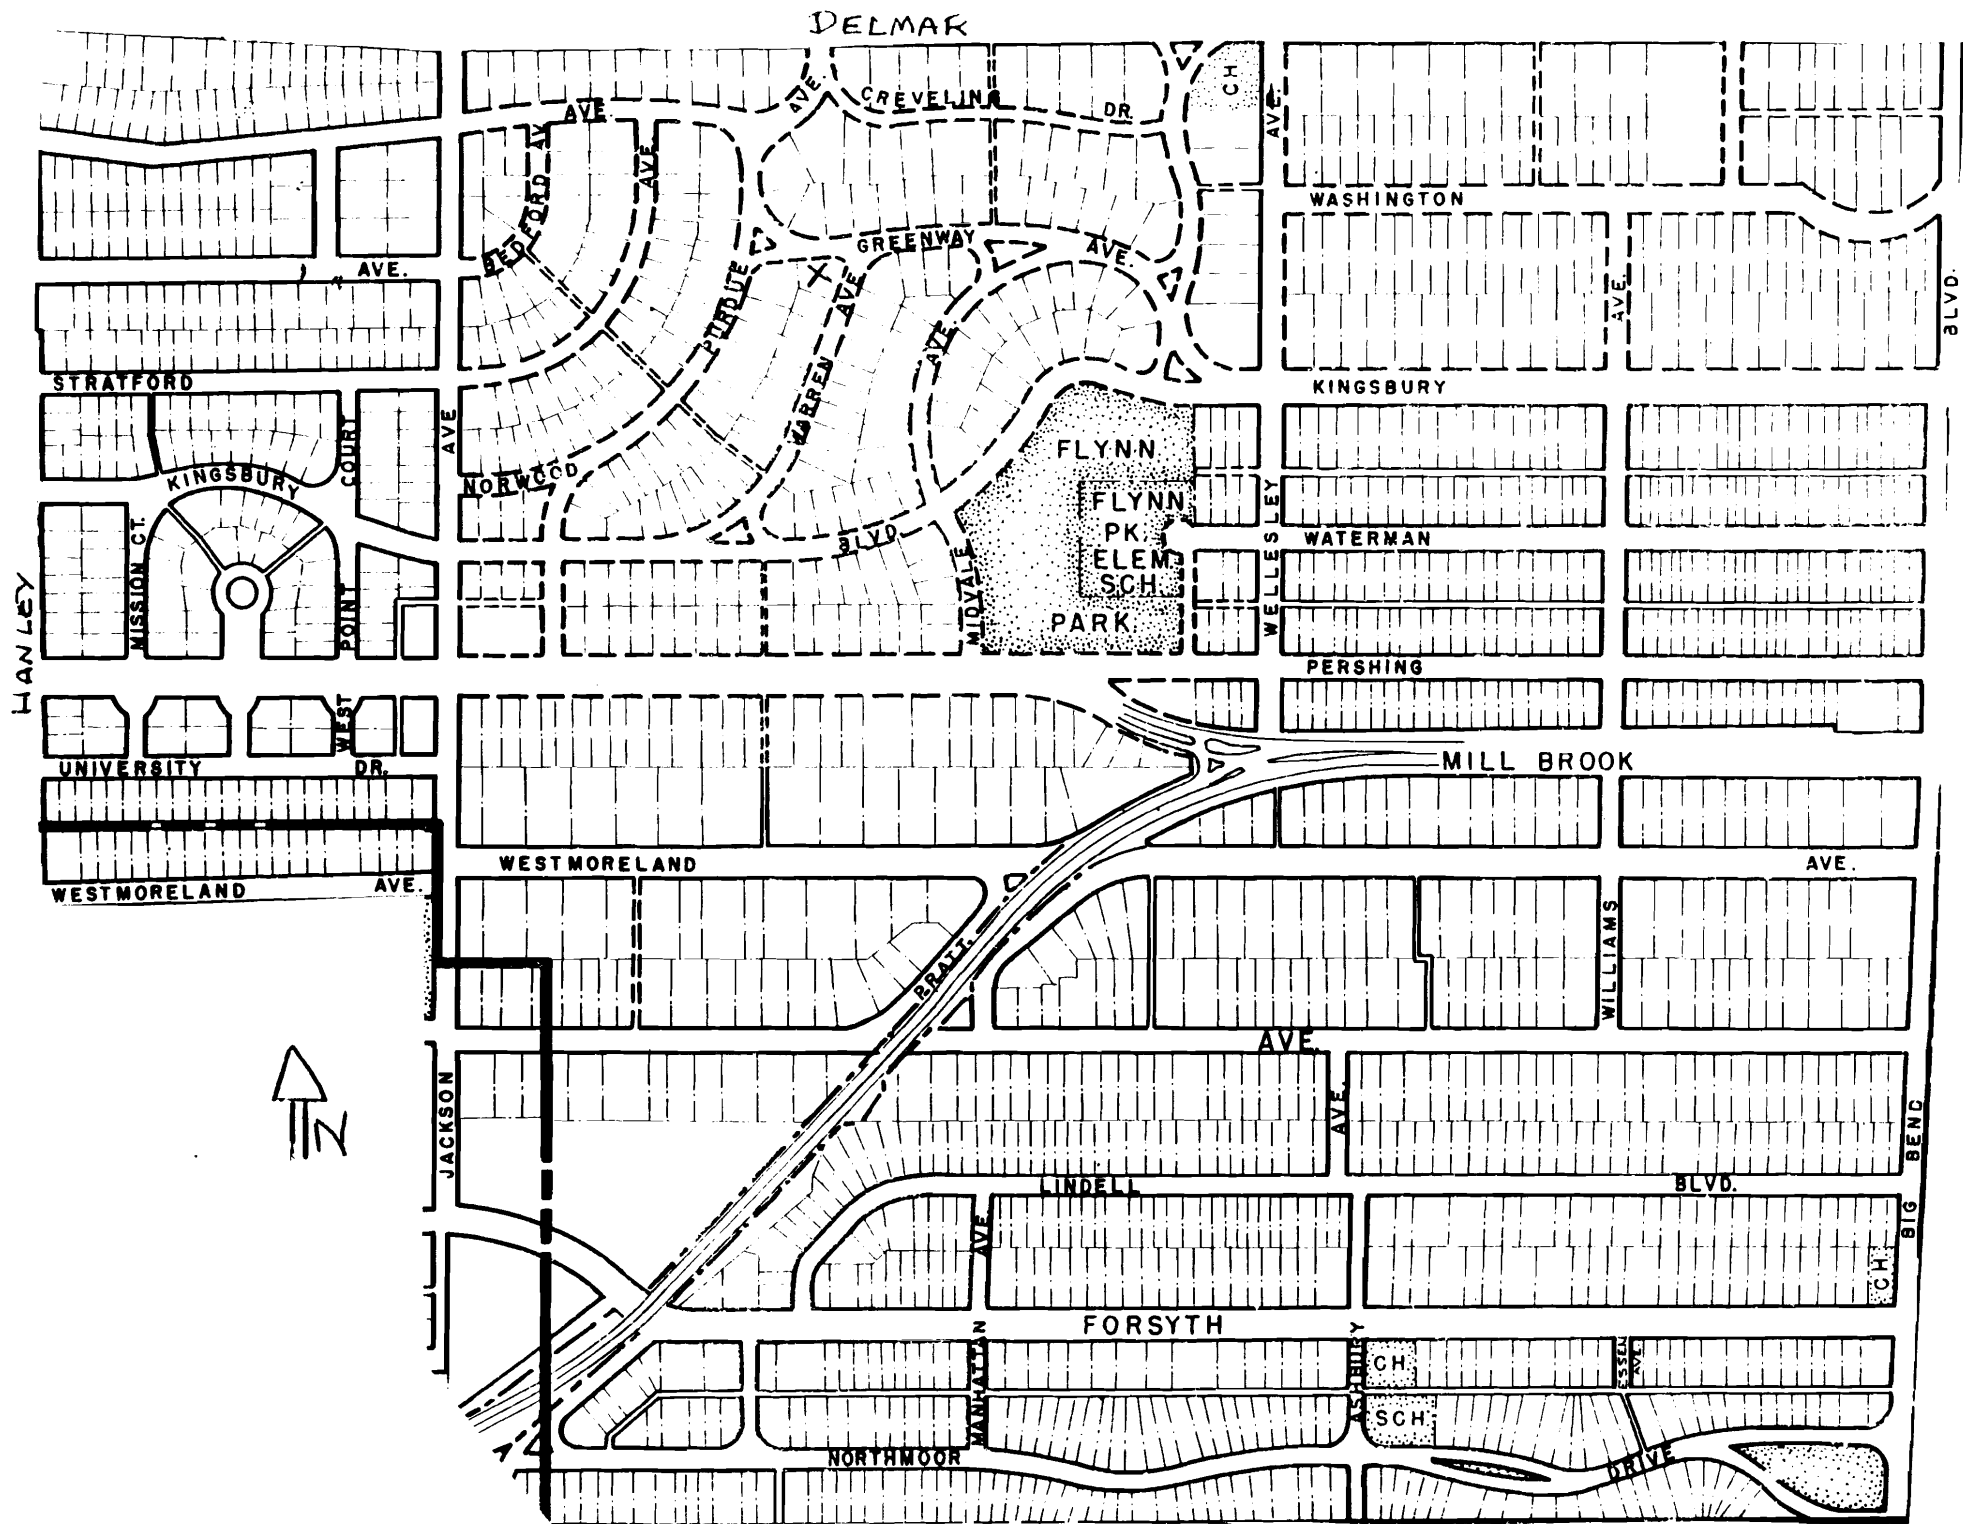 DELMAR
CH
AVE.
CREVELING
DR.
AVE.
AVE.
BEDFORD AV
AVE
WASHINGTON
GREENWAY
AVE.
AVE.
PURDUE
WARREN AVE
AVE.
AVE.
BLVD.
STRATFORD
KINGSBURY
COURT
AVE
NORWOOD
KINGSBURY
FLYNN
FLYNN
PK.
ELEM
SCH
PARK
BLVD
MIDVALE
WELLESLEY
WATERMAN
HANLEY
MISSION CT.
POINT
WEST
PERSHING
UNIVERSITY
DR.
MILL BROOK
WESTMORELAND
AVE.
WESTMORELAND
AVE.
PRATT
WILLIAMS
N
AVE.
JACKSON
AVE.
BIG BEND
LINDELL
BLVD.
AVE
CH
FORSYTH
MANHATTAN
ASHBURY
CH
ESSEN
AVE.
SCH
NORTHMOOR
DRIVE